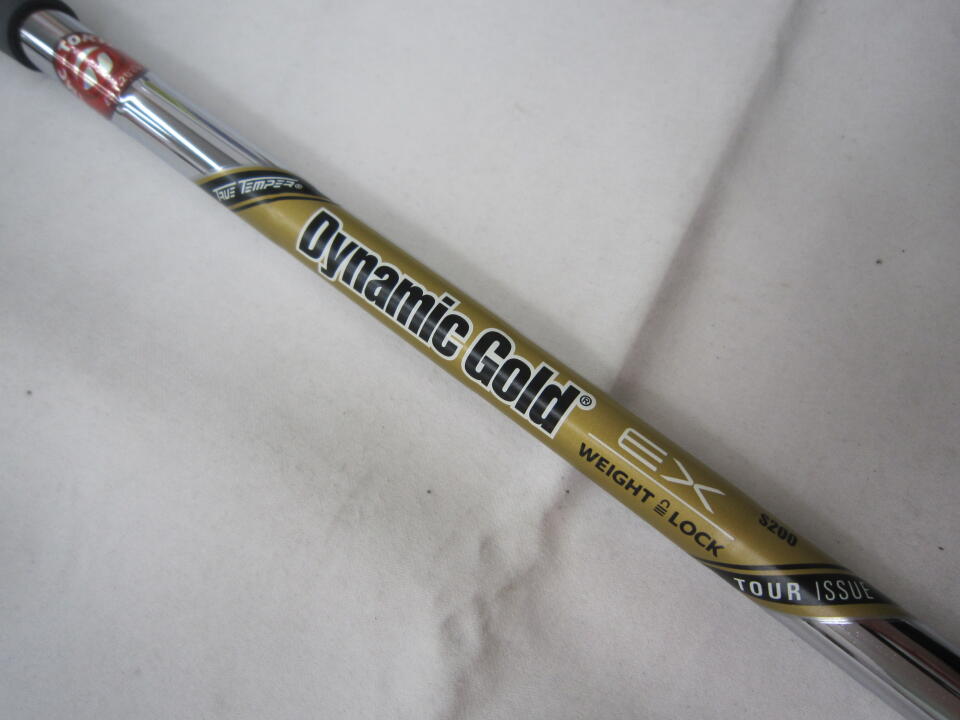 TRUE TEMPER®
Dynamic Gold®
EX
WEIGHT LOCK
S200
TOUR ISSUE